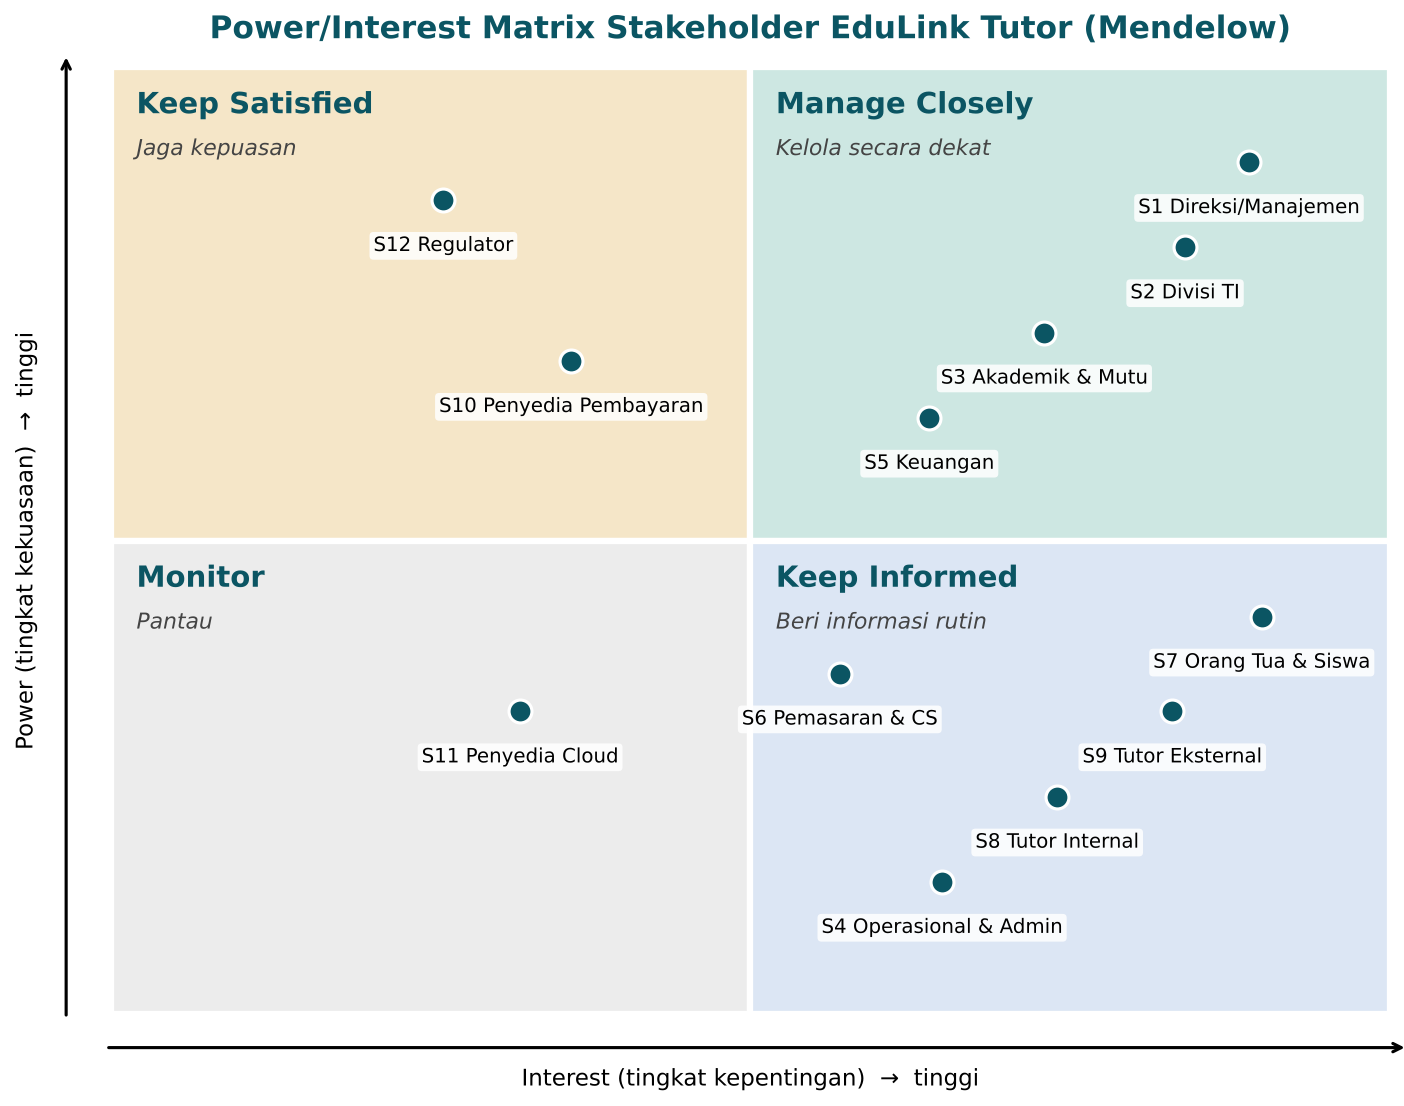 Power/Interest Matrix Stakeholder EduLink Tutor (Mendelow)
Keep Satisfied
Jaga kepuasan
S12 Regulator
S10 Penyedia Pembayaran
Manage Closely
Kelola secara dekat
S1 Direksi/Manajemen
S2 Divisi TI
S3 Akademik & Mutu
S5 Keuangan
Monitor
Pantau
S11 Penyedia Cloud
Keep Informed
Beri informasi rutin
S7 Orang Tua & Siswa
S6 Pemasaran & CS
S9 Tutor Eksternal
S8 Tutor Internal
S4 Operasional & Admin
Power (tingkat kekuasaan) → tinggi
Interest (tingkat kepentingan) → tinggi